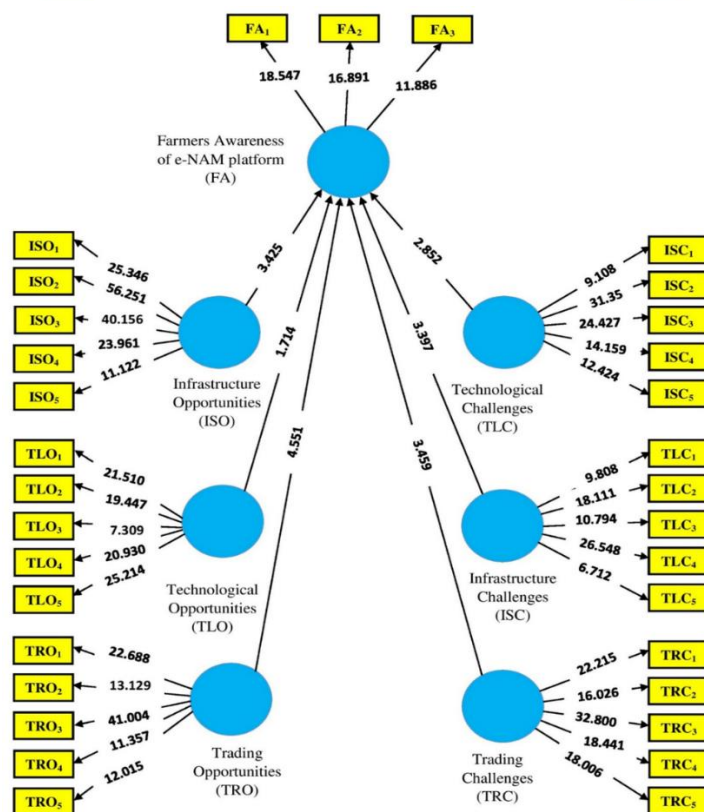 FA₁
FA₂
FA₃
18.547
16.891
11.886
Farmers Awareness
of e-NAM platform
(FA)
ISO₁
ISO₂
ISO₃
ISO₄
ISO₅
25.346
56.251
40.156
23.961
11.122
3.425
Infrastructure
Opportunities
(ISO)
2.852
ISC₁
ISC₂
ISC₃
ISC₄
ISC₅
9.108
31.35
24.427
14.159
12.424
Technological
Challenges
(TLC)
1.714
3.397
TLO₁
TLO₂
TLO₃
TLO₄
TLO₅
21.510
19.447
7.309
20.930
25.214
Technological
Opportunities
(TLO)
4.551
3.459
TLC₁
TLC₂
TLC₃
TLC₄
TLC₅
9.808
18.111
10.794
26.548
6.712
Infrastructure
Challenges
(ISC)
TRO₁
TRO₂
TRO₃
TRO₄
TRO₅
22.688
13.129
41.004
11.357
12.015
Trading
Opportunities
(TRO)
TRC₁
TRC₂
TRC₃
TRC₄
TRC₅
22.215
16.026
32.800
18.441
18.006
Trading
Challenges
(TRC)